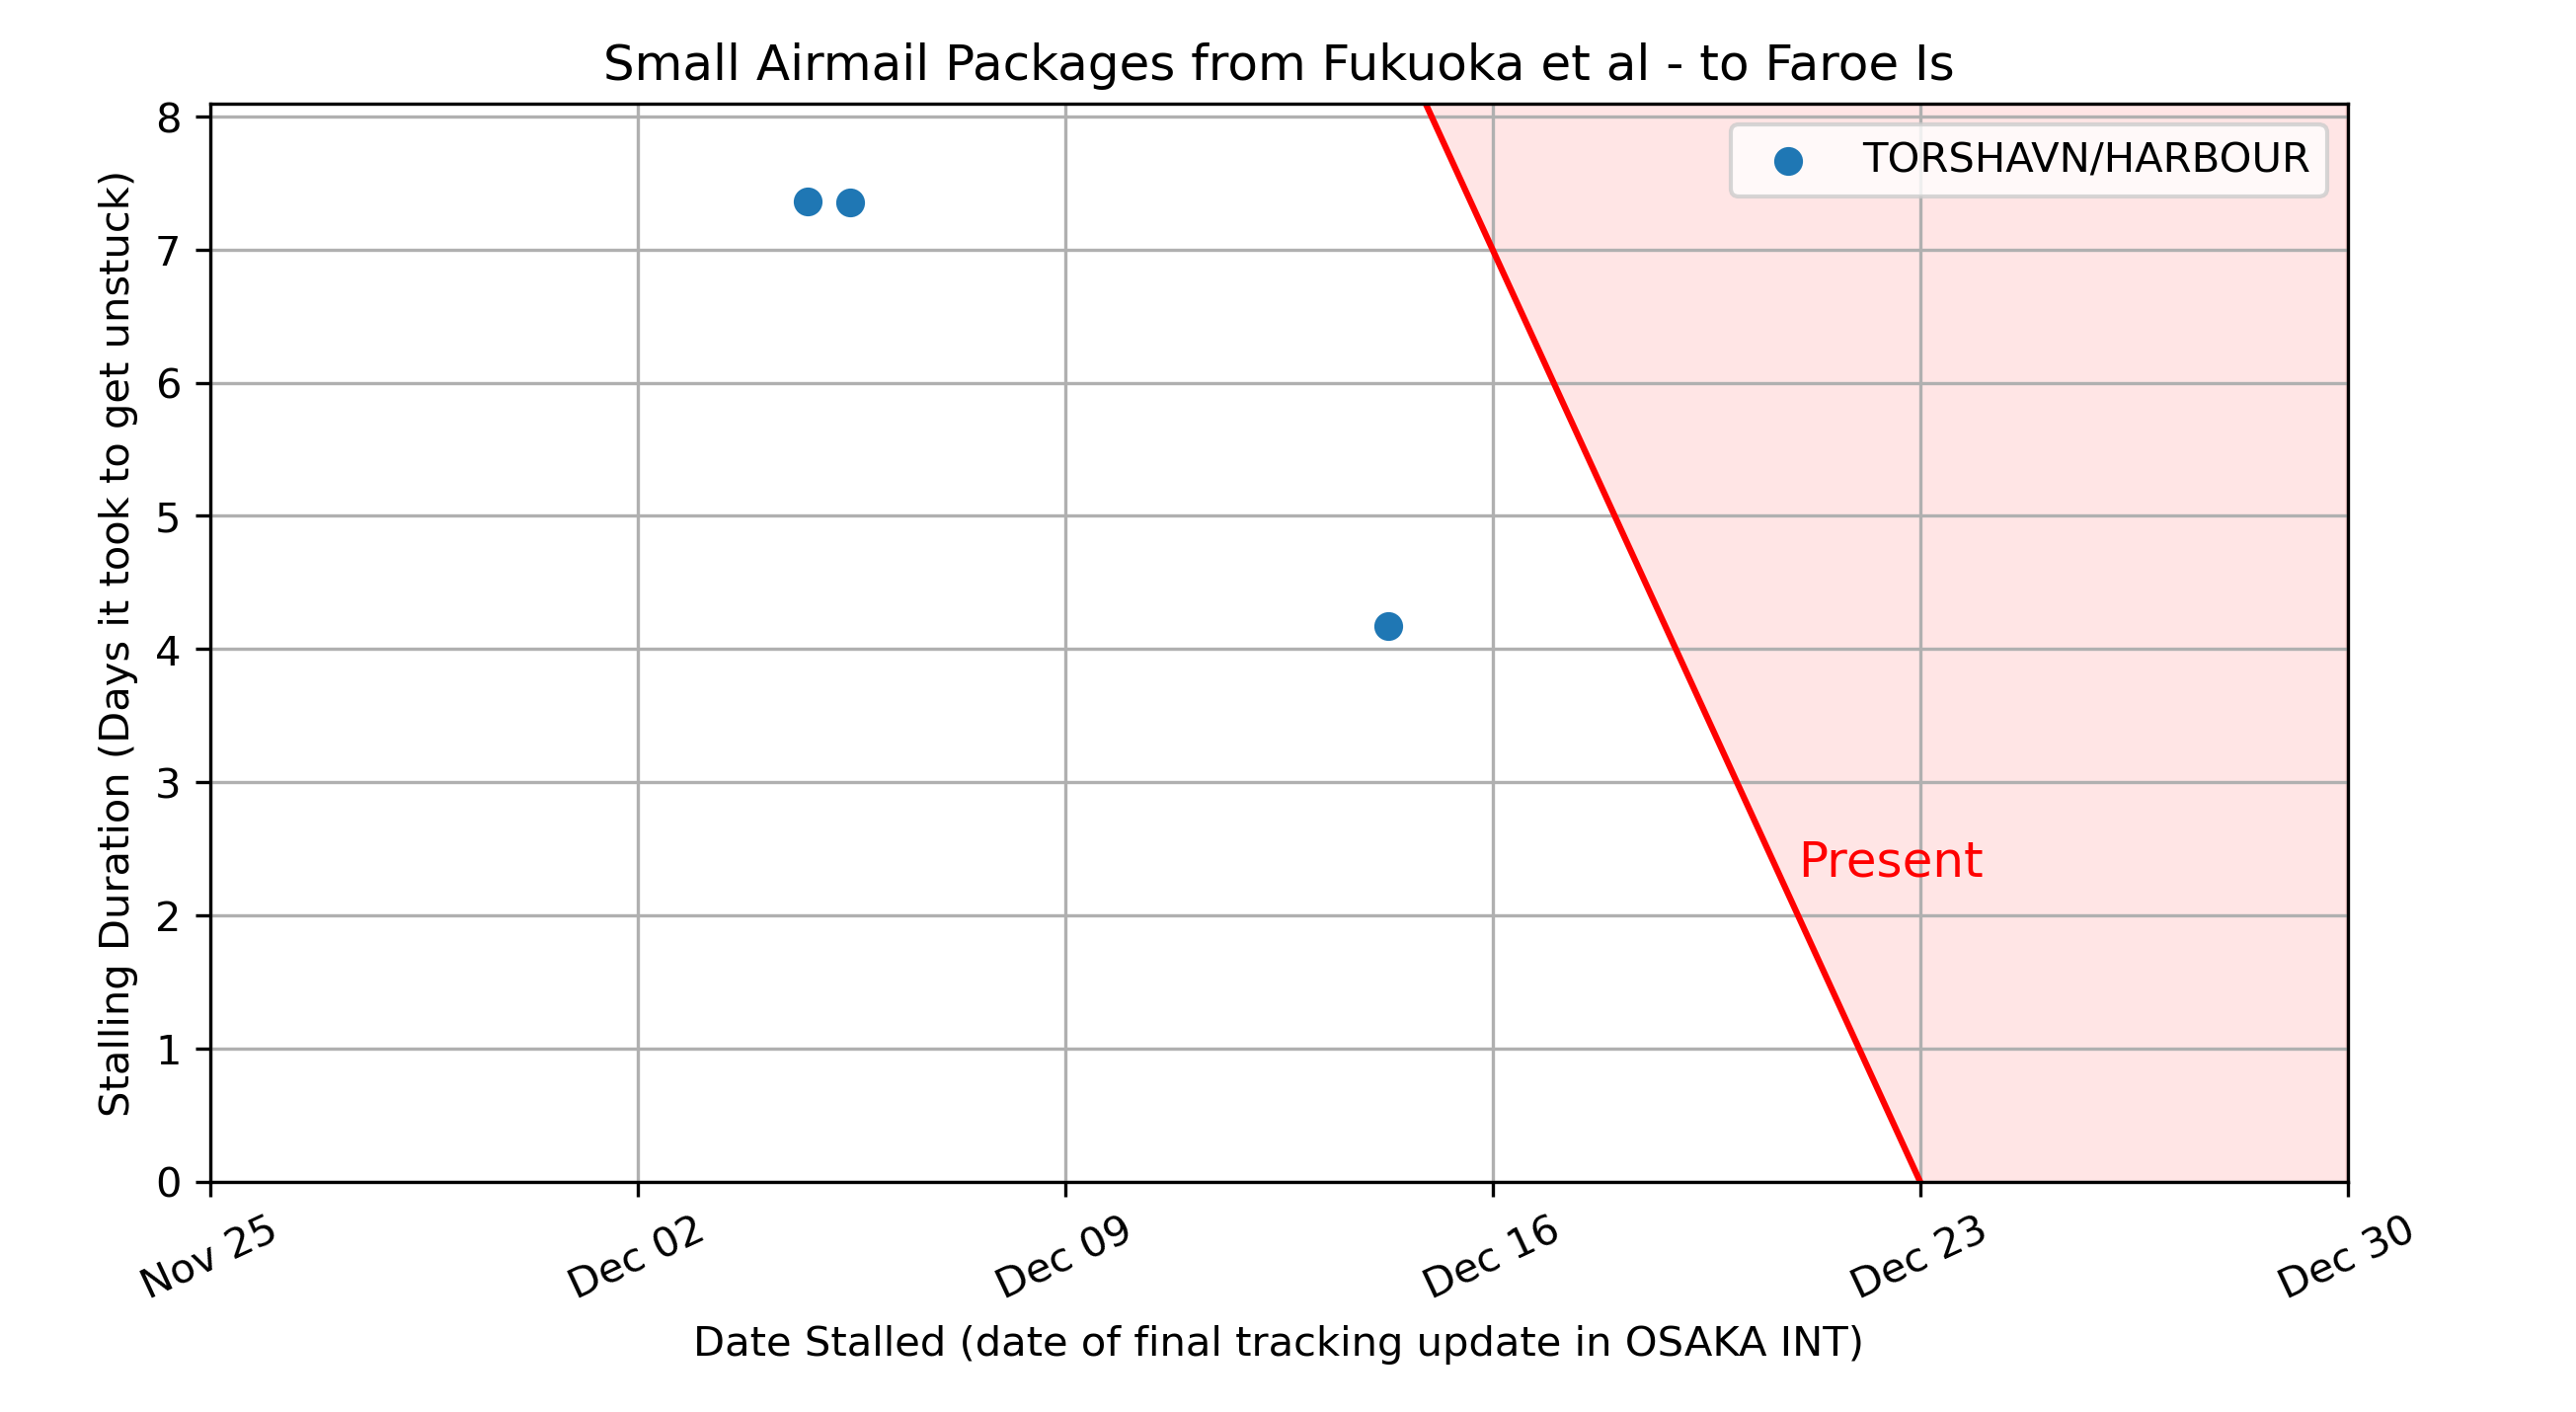 Small Airmail Packages from Fukuoka et al - to Faroe Is
TORSHAVN/HARBOUR
8
7
6
5
4
3
2
1
0
Stalling Duration (Days it took to get unstuck)
Present
Nov 25
Dec 02
Dec 09
Dec 16
Dec 23
Dec 30
Date Stalled (date of final tracking update in OSAKA INT)